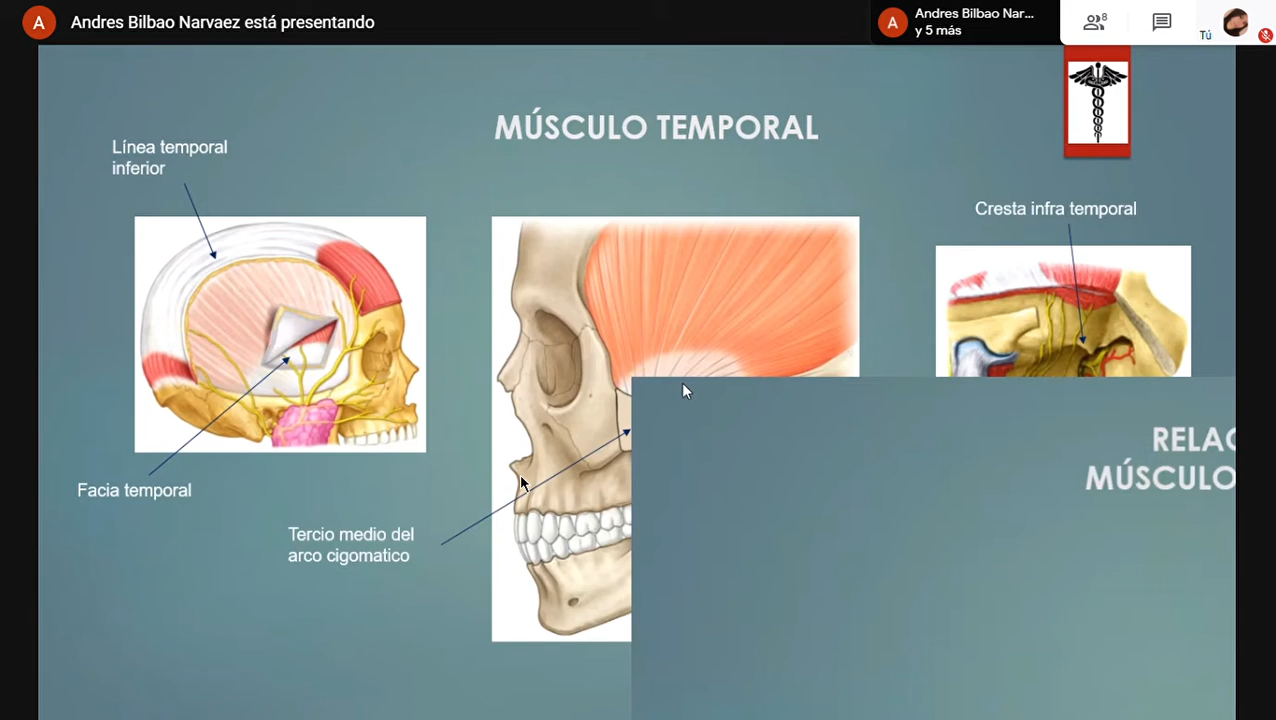 A
Andres Bilbao Narvaez está presentando
A
Andres Bilbao Nar...
y 5 más
8
Tú
MÚSCULO TEMPORAL
Línea temporal
inferior
Cresta infra temporal
Facia temporal
Tercio medio del
arco cigomatico
RELAC
MÚSCULO